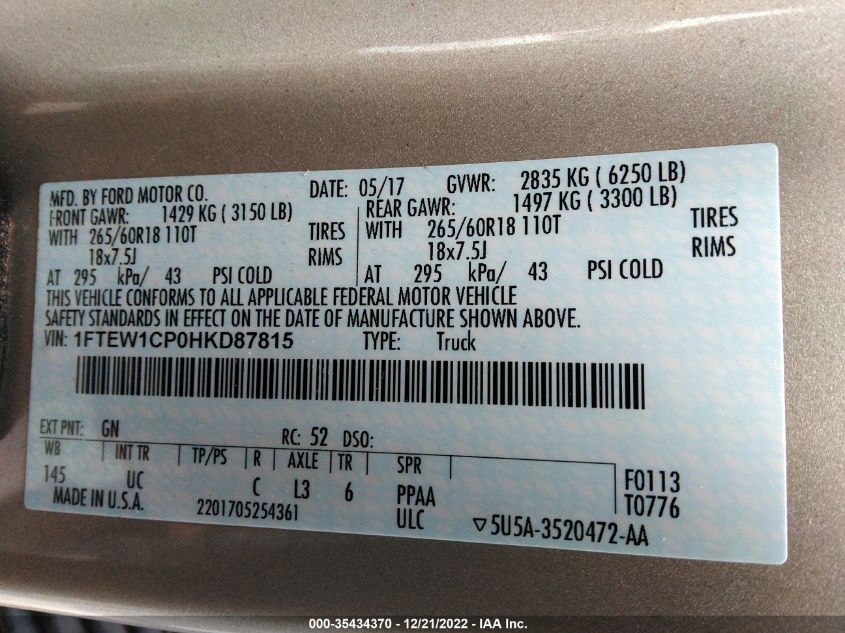 MFD. BY FORD MOTOR CO. DATE: 05/17 GVWR: 2835 KG ( 6250 LB)
FRONT GAWR: 1429 KG ( 3150 LB) REAR GAWR: 1497 KG ( 3300 LB)
WITH 265/60R18 110T TIRES WITH 265/60R18 110T TIRES
18x7.5J RIMS 18x7.5J RIMS
AT 295 kPa/ 43 PSI COLD AT 295 kPa/ 43 PSI COLD
THIS VEHICLE CONFORMS TO ALL APPLICABLE FEDERAL MOTOR VEHICLE
SAFETY STANDARDS IN EFFECT ON THE DATE OF MANUFACTURE SHOWN ABOVE.
VIN: 1FTEW1CP0HKD87815 TYPE: Truck
EXT PNT: GN RC: 52 DSO:
WB INT TR TP/PS R AXLE TR SPR
145 UC C L3 6 PPAA F0113
MADE IN U.S.A. 2201705254361 ULC T0776
▽5U5A-3520472-AA
000-35434370 - 12/21/2022 - IAA Inc.